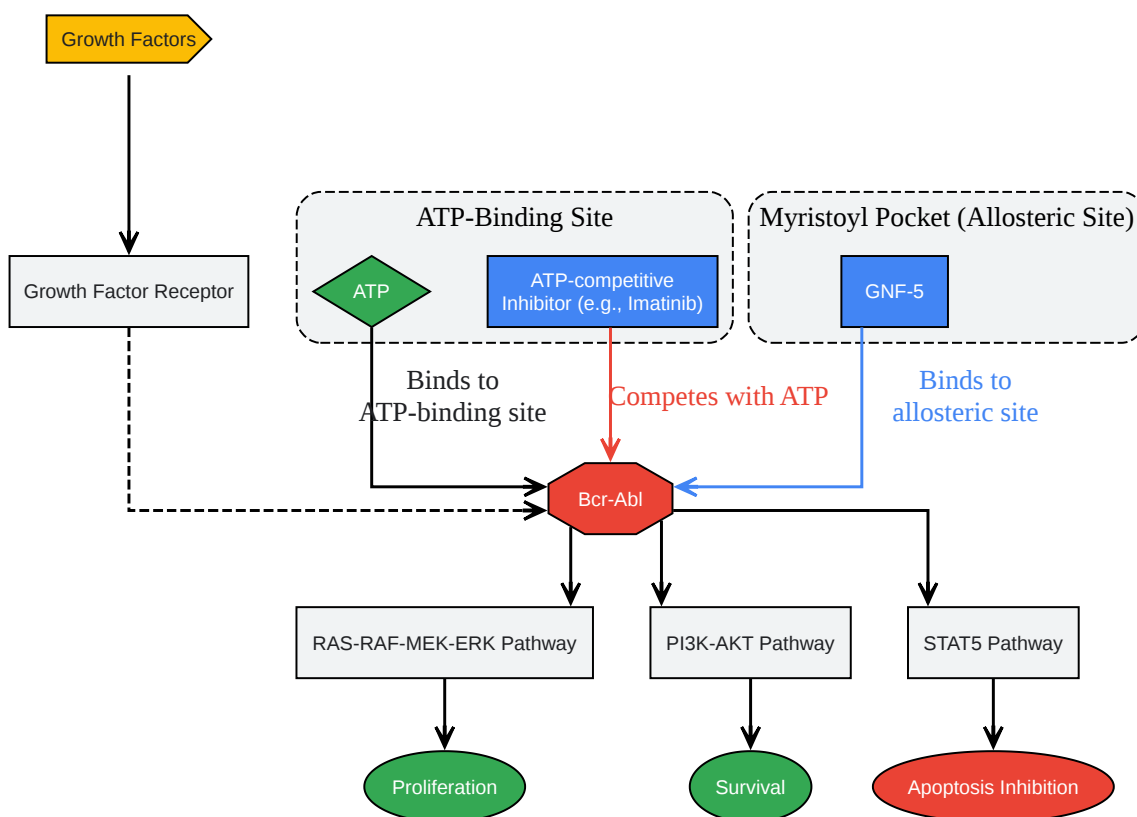 Growth Factors
ATP-Binding Site
Myristoyl Pocket (Allosteric Site)
Growth Factor Receptor
ATP
ATP-competitive
Inhibitor (e.g., Imatinib)
GNF-5
Binds to
ATP-binding site
Competes with ATP
Binds to
allosteric site
Bcr-Abl
RAS-RAF-MEK-ERK Pathway
PI3K-AKT Pathway
STAT5 Pathway
Proliferation
Survival
Apoptosis Inhibition